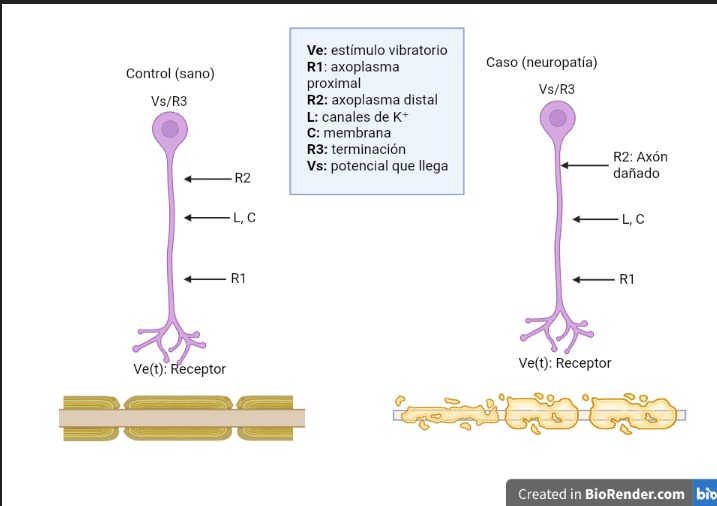 Control (sano)
Vs/R3
R2
L, C
R1
Ve(t): Receptor
Ve: estímulo vibratorio
R1: axoplasma
proximal
R2: axoplasma distal
L: canales de K⁺
C: membrana
R3: terminación
Vs: potencial que llega
Caso (neuropatía)
Vs/R3
R2: Axón
dañado
L, C
R1
Ve(t): Receptor
Created in BioRender.com bio